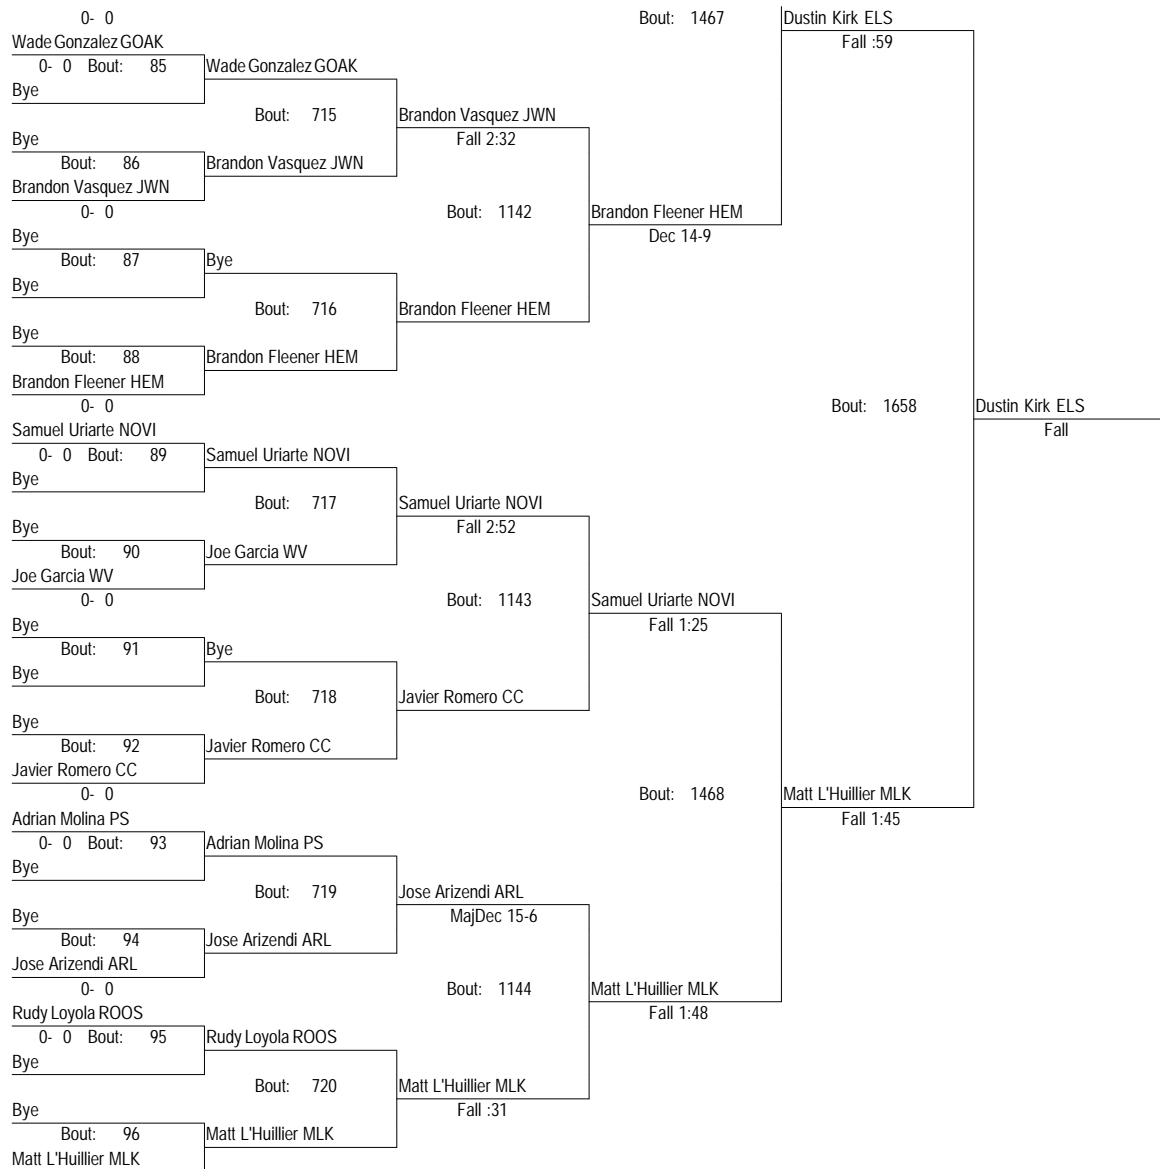 0- 0 Bout: 1467 Dustin Kirk ELS
Wade Gonzalez GOAK Fall :59
0- 0 Bout: 85 Wade Gonzalez GOAK
Bye
Bout: 715 Brandon Vasquez JWN
Bye Fall 2:32
Bout: 86 Brandon Vasquez JWN
Brandon Vasquez JWN
0- 0 Bout: 1142 Brandon Fleener HEM
Bye Dec 14-9
Bout: 87 Bye
Bye
Bout: 716 Brandon Fleener HEM
Bye
Bout: 88 Brandon Fleener HEM
Brandon Fleener HEM
0- 0 Bout: 1658 Dustin Kirk ELS
Samuel Uriarte NOVI Fall
0- 0 Bout: 89 Samuel Uriarte NOVI
Bye
Bout: 717 Samuel Uriarte NOVI
Bye Fall 2:52
Bout: 90 Joe Garcia WV
Joe Garcia WV
0- 0 Bout: 1143 Samuel Uriarte NOVI
Bye Fall 1:25
Bout: 91 Bye
Bye
Bout: 718 Javier Romero CC
Bye
Bout: 92 Javier Romero CC
Javier Romero CC
0- 0 Bout: 1468 Matt L'Huillier MLK
Adrian Molina PS Fall 1:45
0- 0 Bout: 93 Adrian Molina PS
Bye
Bout: 719 Jose Arizendi ARL
Bye MajDec 15-6
Bout: 94 Jose Arizendi ARL
Jose Arizendi ARL
0- 0 Bout: 1144 Matt L'Huillier MLK
Rudy Loyola ROOS Fall 1:48
0- 0 Bout: 95 Rudy Loyola ROOS
Bye
Bout: 720 Matt L'Huillier MLK
Bye Fall :31
Bout: 96 Matt L'Huillier MLK
Matt L'Huillier MLK